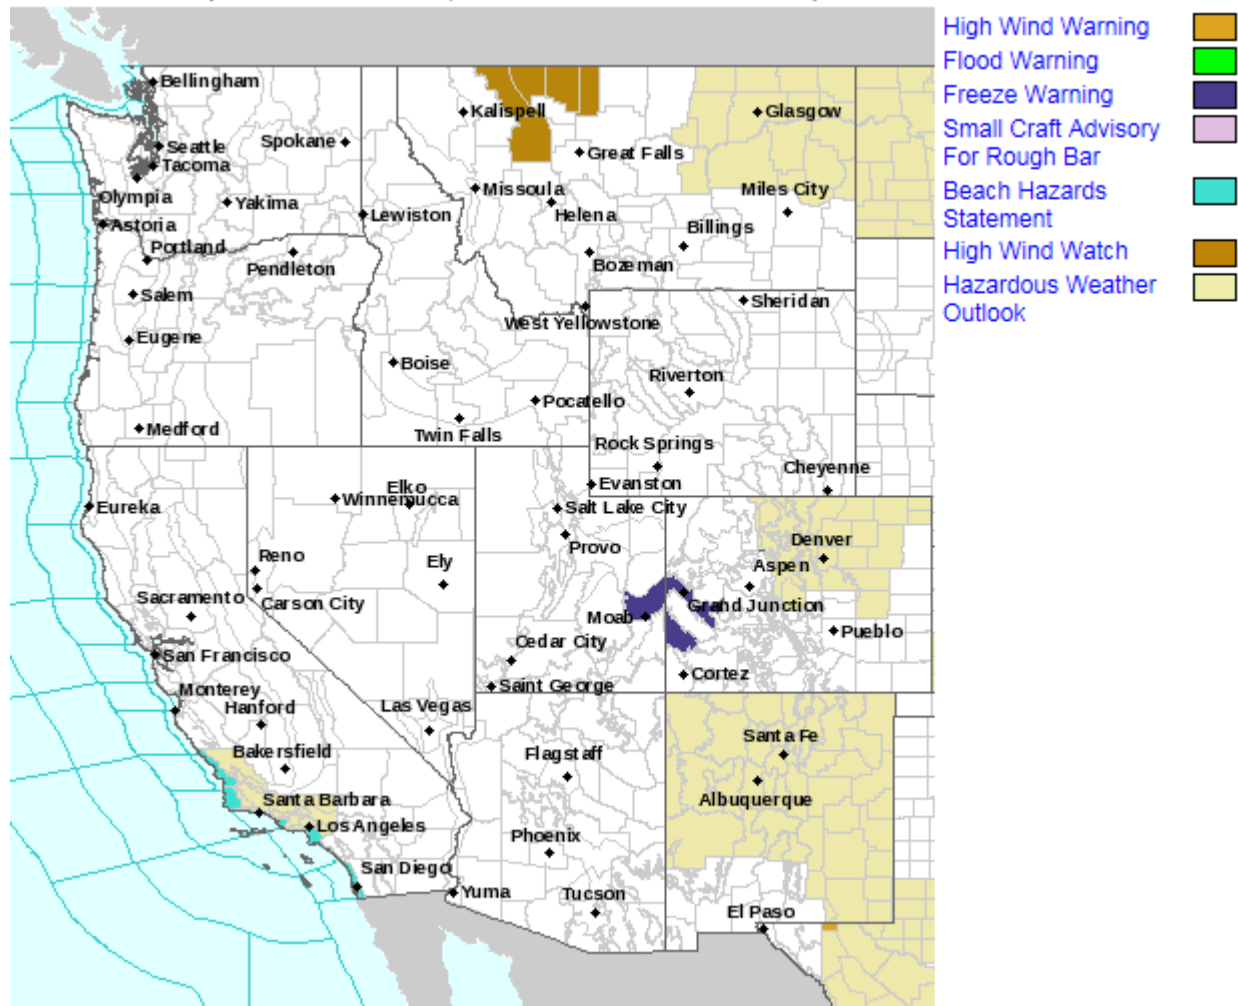 High Wind Warning
Flood Warning
Freeze Warning
Small Craft Advisory
For Rough Bar
Beach Hazards
Statement
High Wind Watch
Hazardous Weather
Outlook
Bellingham
Kalispell
Glasgow
Seattle
Spokane
Great Falls
Tacoma
Missoula
Miles City
Olympia
Yakima
Lewiston
Helena
Astoria
Billings
Portland
Pendleton
Bozeman
Salem
Sheridan
West Yellowstone
Eugene
Boise
Riverton
Pocatello
Medford
Twin Falls
Rock Springs
Cheyenne
Evanston
Elko
Winnemucca
Eureka
Salt Lake City
Provo
Denver
Reno
Ely
Aspen
Sacramento
Carson City
Grand Junction
Moab
Pueblo
Cedar City
San Francisco
Cortez
Saint George
Monterey
Hanford
Las Vegas
Santa Fe
Bakersfield
Flagstaff
Santa Barbara
Albuquerque
Los Angeles
Phoenix
San Diego
Yuma
Tucson
El Paso